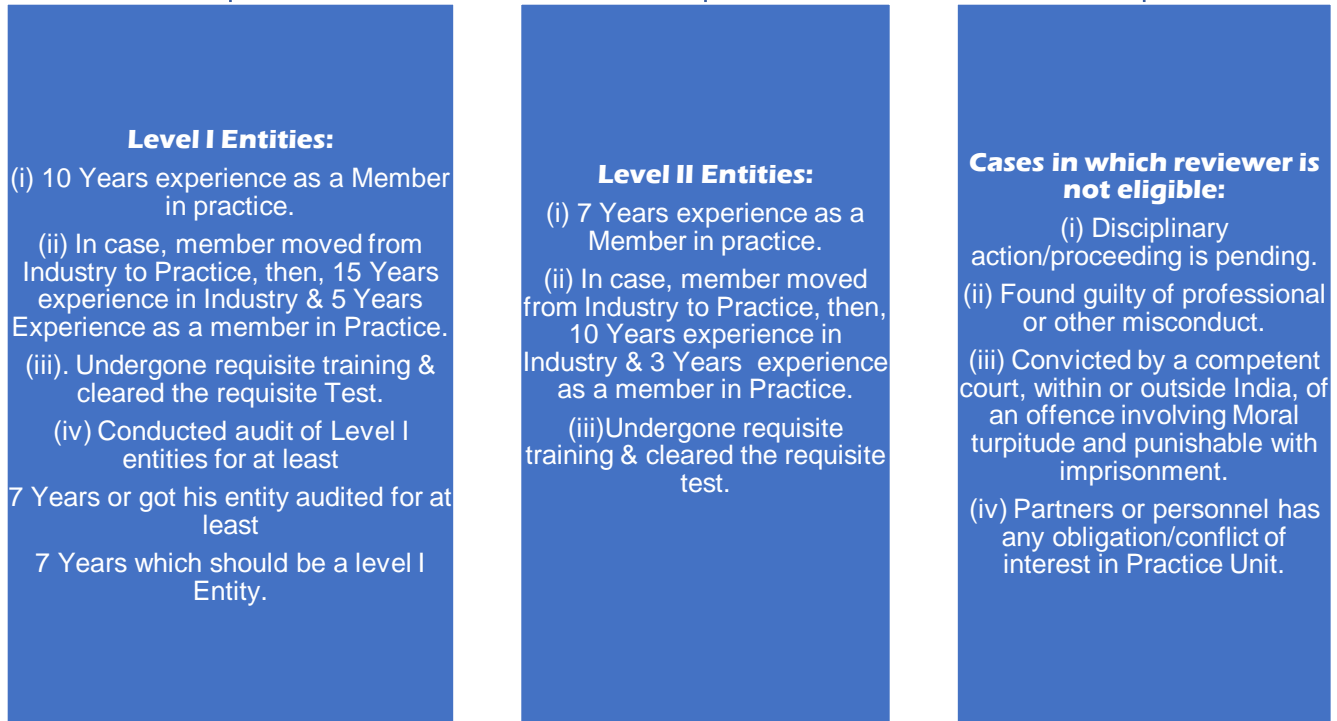 Level I Entities:
(i) 10 Years experience as a Member
in practice.
(ii) In case, member moved from
Industry to Practice, then, 15 Years
experience in Industry & 5 Years
Experience as a member in Practice.
(iii). Undergone requisite training &
cleared the requisite Test.
(iv) Conducted audit of Level I
entities for at least
7 Years or got his entity audited for at
least
7 Years which should be a level I
Entity.
Level II Entities:
(i) 7 Years experience as a
Member in practice.
(ii) In case, member moved
from Industry to Practice, then,
10 Years experience in
Industry & 3 Years experience
as a member in Practice.
(iii)Undergone requisite
training & cleared the requisite
test.
Cases in which reviewer is
not eligible:
(i) Disciplinary
action/proceeding is pending.
(ii) Found guilty of professional
or other misconduct.
(iii) Convicted by a competent
court, within or outside India, of
an offence involving Moral
turpitude and punishable with
imprisonment.
(iv) Partners or personnel has
any obligation/conflict of
interest in Practice Unit.